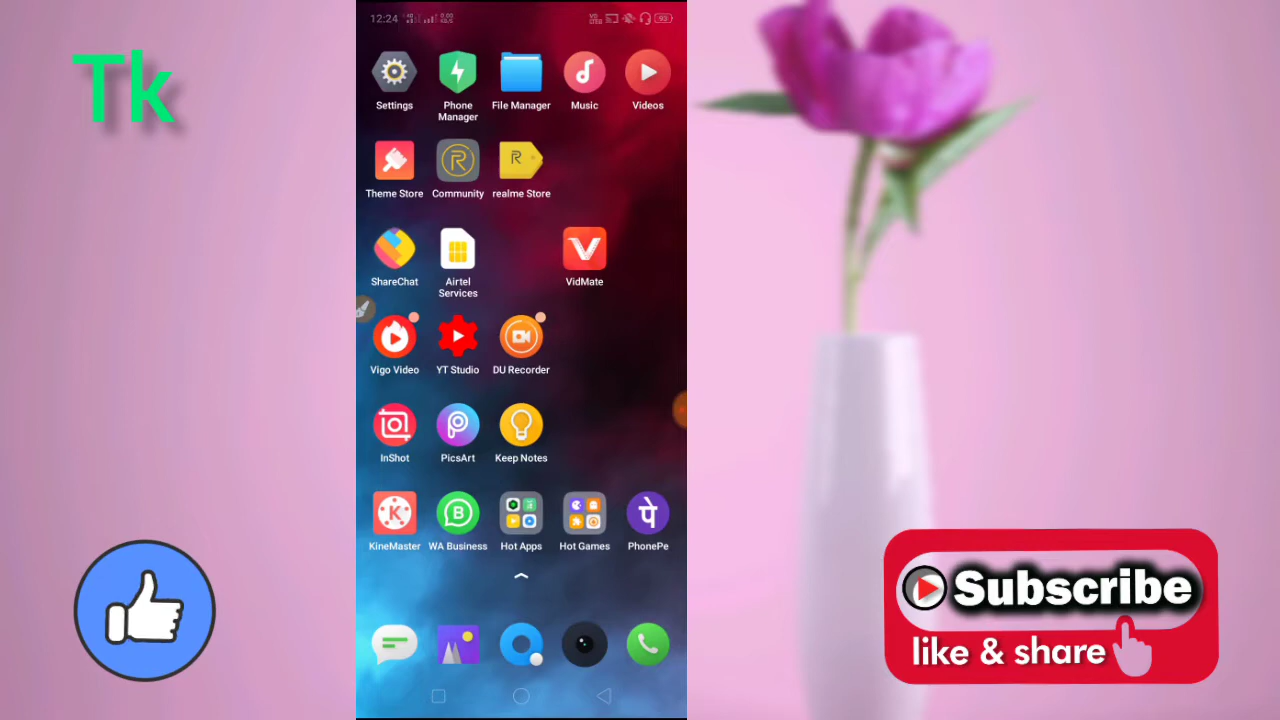 Tk
12:24
93
Settings
Phone
Manager
File Manager
Music
Videos
Theme Store
Community
realme Store
ShareChat
Airtel
Services
VidMate
Vigo Video
YT Studio
DU Recorder
InShot
PicsArt
Keep Notes
KineMaster
WA Business
Hot Apps
Hot Games
PhonePe
पे
Subscribe
like & share